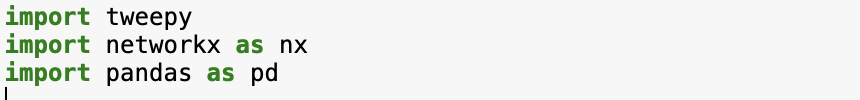 import tweepy
import networkx as nx
import pandas as pd